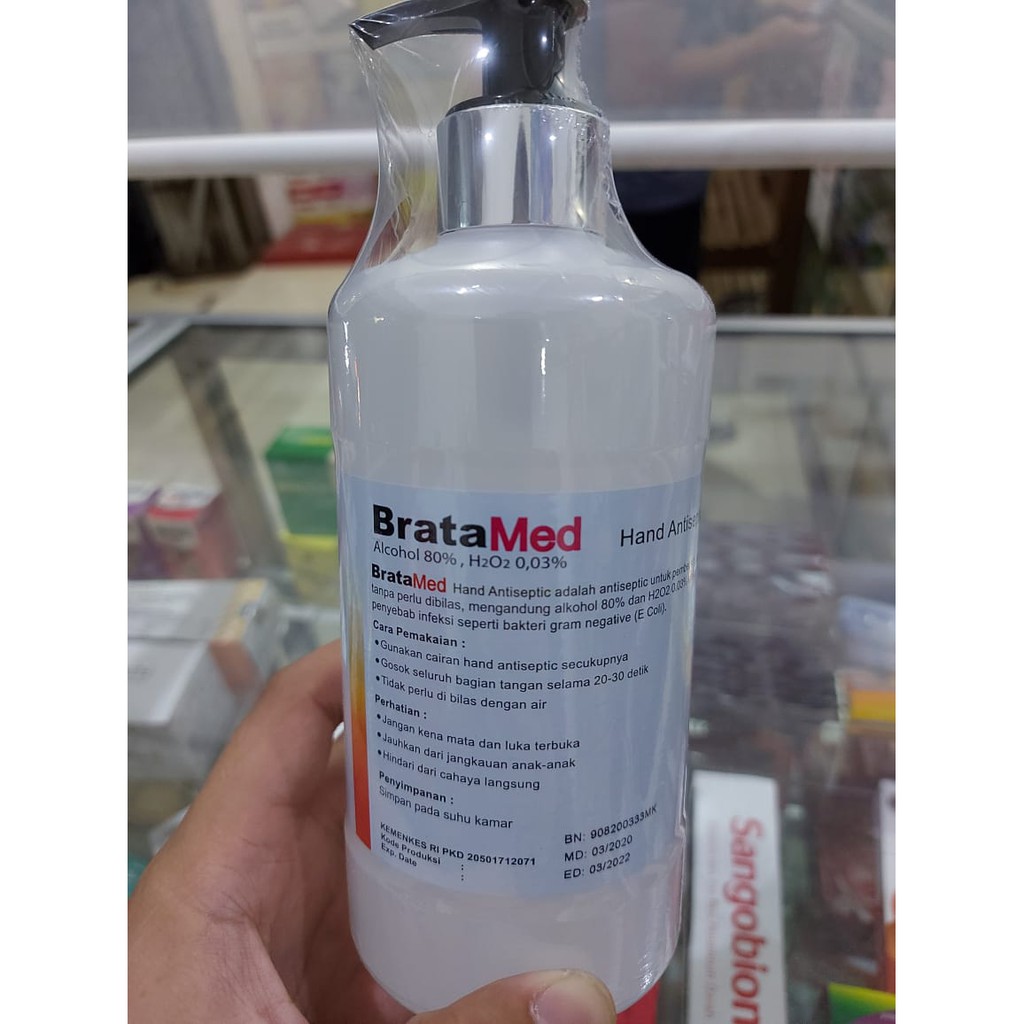 BrataMed
Hand
Alcohol 80% , H2O2 0,03%
BrataMed Hand Antiseptic adalah antiseptic untuk
tanpa perlu dibilas, mengandung alkohol 80% dan H2O2 0.03%
penyebab infeksi seperti bakteri gram negative (E Coli).
Cara Pemakaian :
•Gunakan cairan hand antiseptic secukupnya
•Gosok seluruh bagian tangan selama 20-30 detik
•Tidak perlu di bilas dengan air
Perhatian :
•Jangan kena mata dan luka terbuka
•Jauhkan dari jangkauan anak-anak
•Hindari dari cahaya langsung
Penyimpanan :
Simpan pada suhu kamar
KEMENKES RI PKD 20501712071
Kode Produksi :
Exp. Date :
BN: 908200333MK
MD: 03/2020
ED: 03/2022
Sangobion